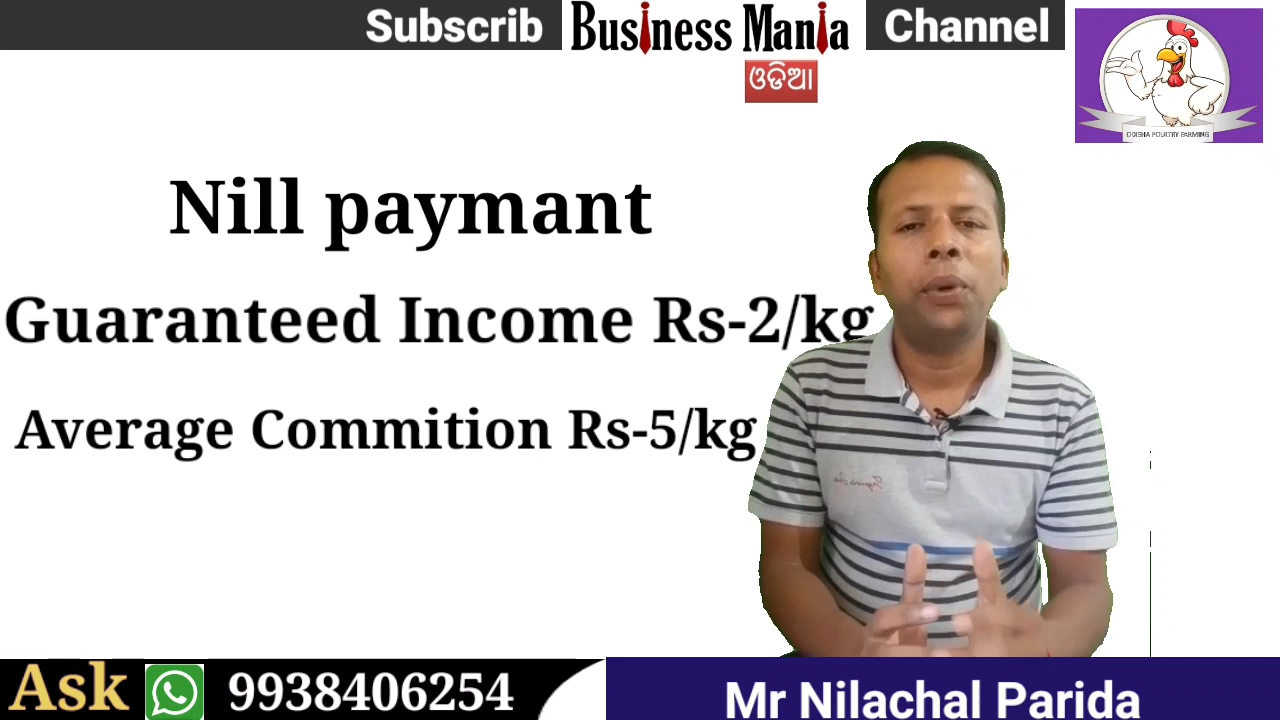 Subscrib Business Mania Channel
ଓଡିଆ
ODISHA POULTRY FARMING
Nill paymant
Guaranteed Income Rs-2/kg
Average Commition Rs-5/kg
Ask 9938406254
Mr Nilachal Parida